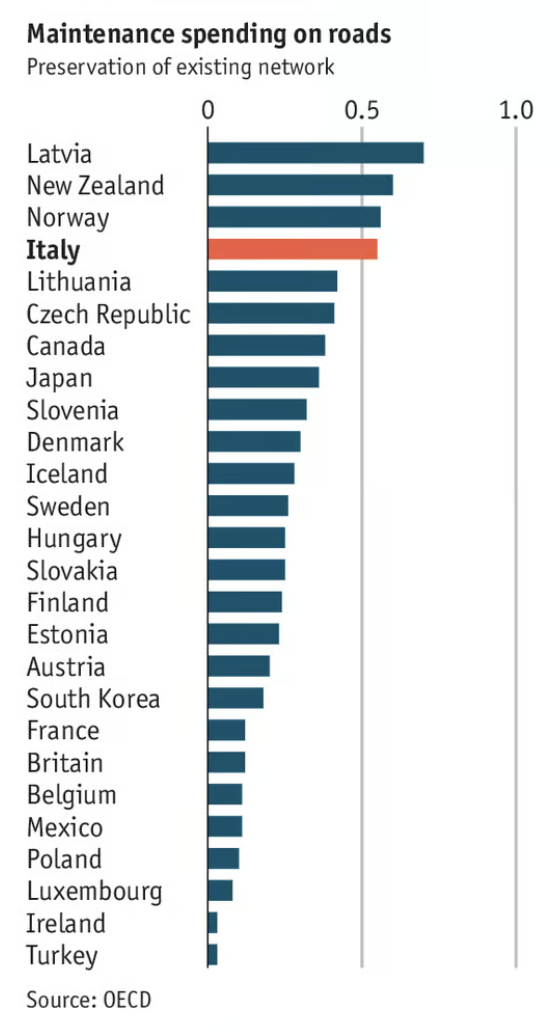 Maintenance spending on roads
Preservation of existing network
0 0.5 1.0
Latvia
New Zealand
Norway
Italy
Lithuania
Czech Republic
Canada
Japan
Slovenia
Denmark
Iceland
Sweden
Hungary
Slovakia
Finland
Estonia
Austria
South Korea
France
Britain
Belgium
Mexico
Poland
Luxembourg
Ireland
Turkey
Source: OECD